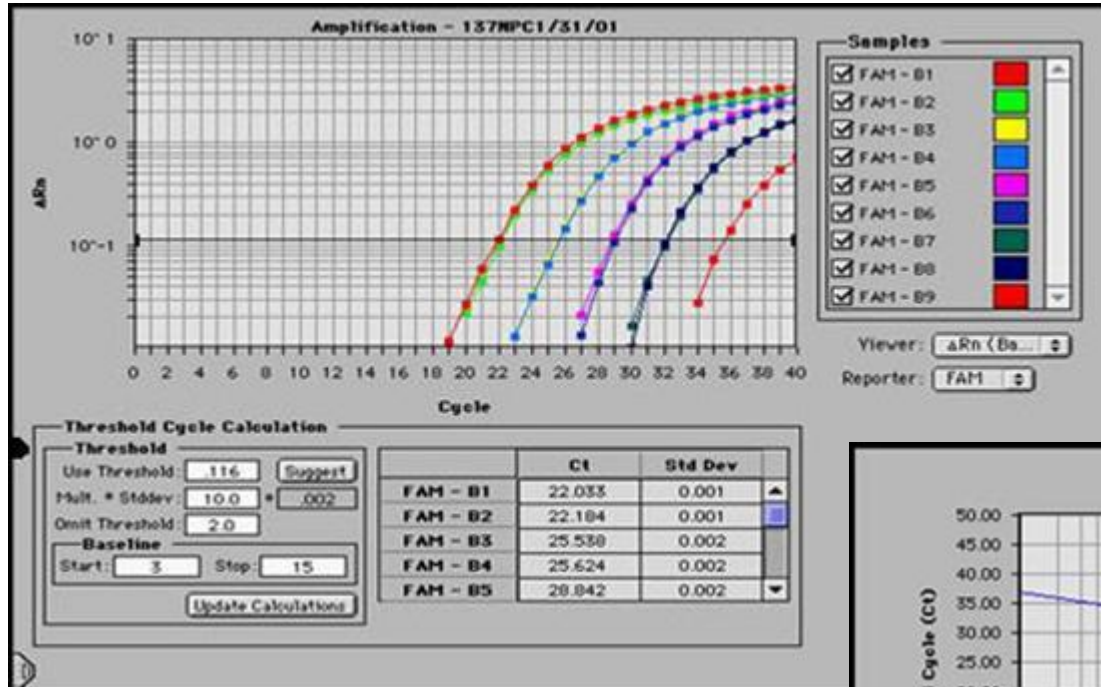 Amplification - 137NPC1/31/01
10^1
10^0
10^-1
ΔRn
0 2 4 6 8 10 12 14 16 18 20 22 24 26 28 30 32 34 36 38 40
Cycle
Samples
FAM - B1
FAM - B2
FAM - B3
FAM - B4
FAM - B5
FAM - B6
FAM - B7
FAM - B8
FAM - B9
Viewer: ΔRn (Ba...
Reporter: FAM
Threshold Cycle Calculation
Threshold
Use Threshold: .116 Suggest
Mult. * Stddev: 10.0 * .002
Omit Threshold: 2.0
Baseline
Start: 3 Stop: 15
Update Calculations
Ct Std Dev
FAM - B1 22.033 0.001
FAM - B2 22.184 0.001
FAM - B3 25.538 0.002
FAM - B4 25.624 0.002
FAM - B5 28.842 0.002
50.00
45.00
40.00
35.00
30.00
25.00
Cycle (Ct)